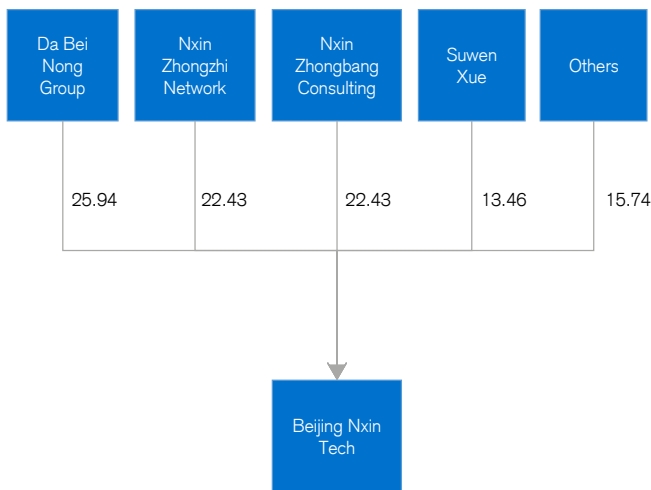 Da Bei
Nong
Group
Nxin
Zhongzhi
Network
Nxin
Zhongbang
Consulting
Suwen
Xue
Others
25.94
22.43
22.43
13.46
15.74
Beijing Nxin
Tech